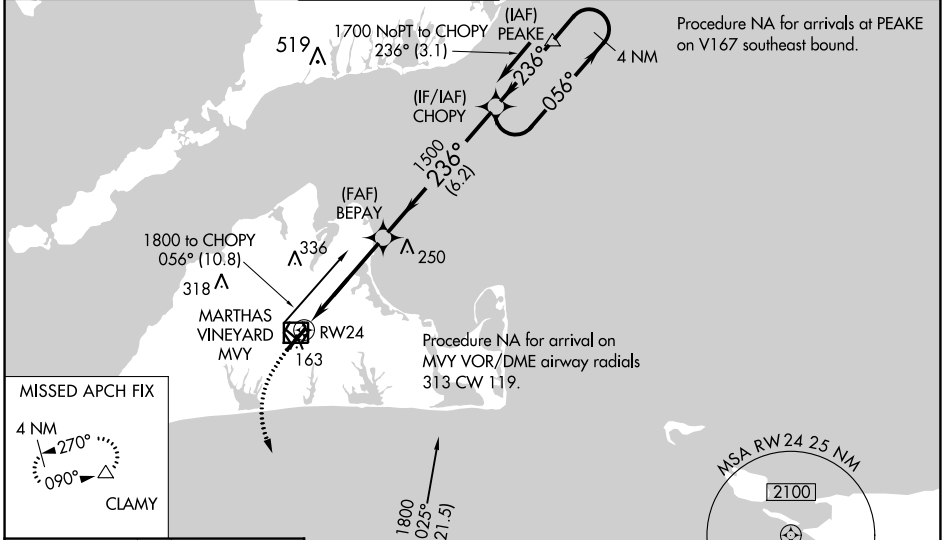 (IAF)
PEAKE
1700 NoPT to CHOPY
236° (3.1)
Procedure NA for arrivals at PEAKE
on V167 southeast bound.
519
236°
4 NM
056°
(IF/IAF)
CHOPY
1500
236°
(6.2)
(FAF)
BEPAY
1800 to CHOPY
056° (10.8)
336
250
318
MARTHAS
VINEYARD
MVY
RW24
163
Procedure NA for arrival on
MVY VOR/DME airway radials
313 CW 119.
MISSED APCH FIX
4 NM
270°
090°
CLAMY
1800
025°
21.5)
MSA RW24 25 NM
2100